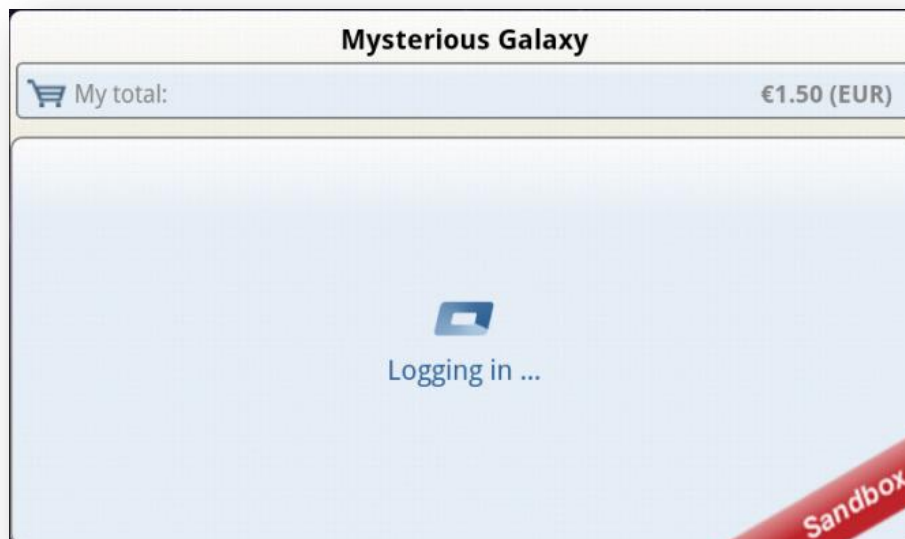 Mysterious Galaxy
My total: €1.50 (EUR)
Logging in ...
Sandbox